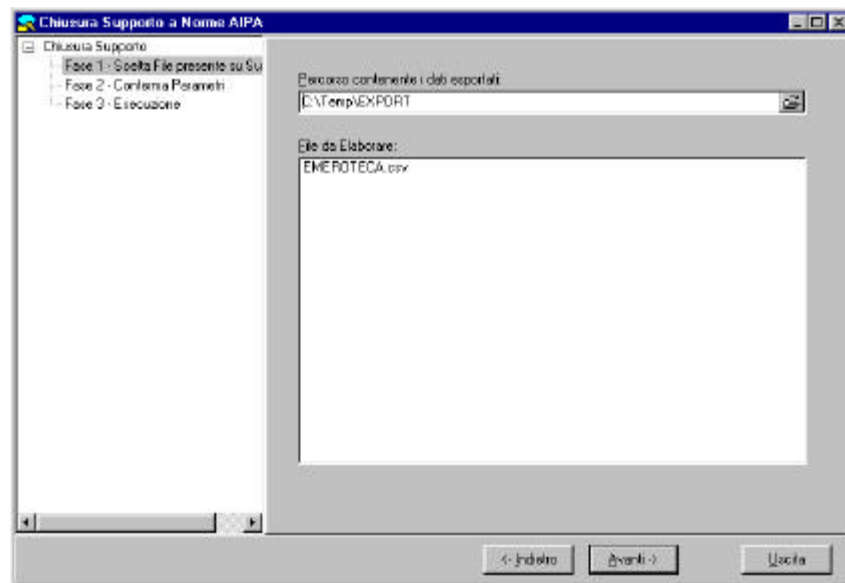 Chiusura Supporto a Norme AIPA
Chiusura Supporto
Fase 1 - Scelta File presente su Su
Fase 2 - Conferma Parametri
Fase 3 - Esecuzione
Percorso contenente i dati esportati:
C:\Temp\EXPORT
File da Elaborare:
EMEROTECA.csv
<- Indietro
Avanti ->
Uscita